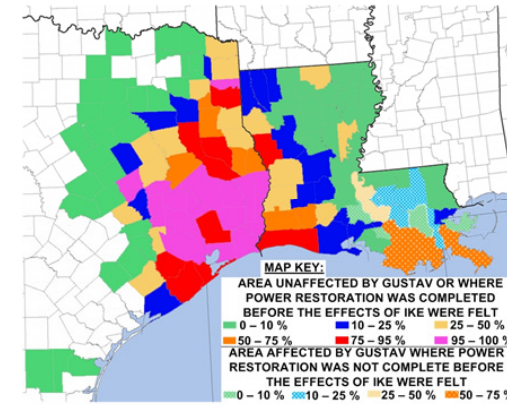 MAP KEY:
AREA UNAFFECTED BY GUSTAV OR WHERE
POWER RESTORATION WAS COMPLETED
BEFORE THE EFFECTS OF IKE WERE FELT
0 – 10 % 10 – 25 % 25 – 50 %
50 – 75 % 75 – 95 % 95 – 100 %
AREA AFFECTED BY GUSTAV WHERE POWER
RESTORATION WAS NOT COMPLETE BEFORE
THE EFFECTS OF IKE WERE FELT
0 – 10 % 10 – 25 % 25 – 50 % 50 – 75 %